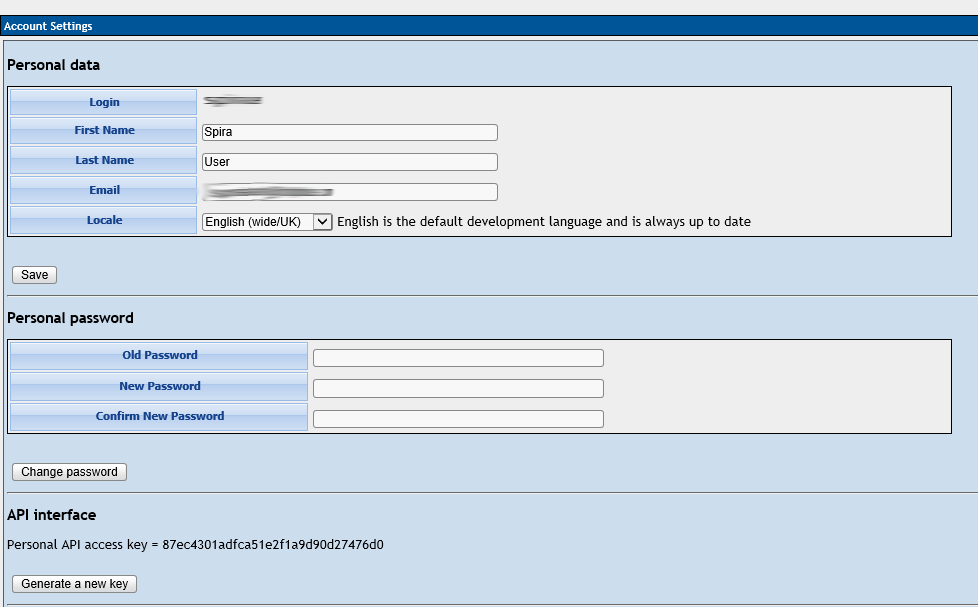 Account Settings
Personal data
Login
First Name Spira
Last Name User
Email
Locale English (wide/UK) English is the default development language and is always up to date
Save
Personal password
Old Password
New Password
Confirm New Password
Change password
API interface
Personal API access key = 87ec4301adfca51e2f1a9d90d27476d0
Generate a new key